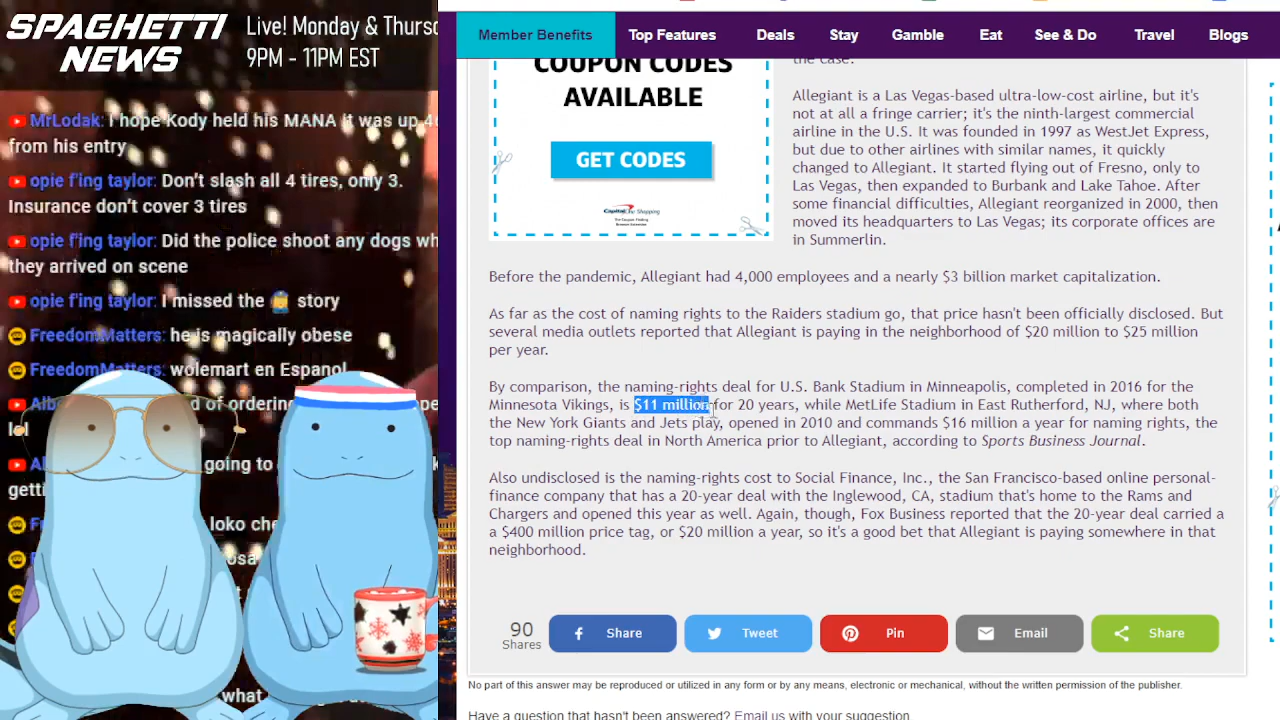 SPAGHETTI
NEWS
Live! Monday & Thursd
9PM - 11PM EST
MrLodak: I hope Kody held his MANA it was up
from his entry
opie f'ing taylor: Don't slash all 4 tires, only 3.
Insurance don't cover 3 tires
opie f'ing taylor: Did the police shoot any dogs wh
they arrived on scene
opie f'ing taylor: I missed the 👮 story
FreedomMatters: he is magically obese
FreedomMatters: wolemart en Espanol
of ordering
lol
going to
getti
loko che
what
Member Benefits
Top Features
Deals
Stay
Gamble
Eat
See & Do
Travel
Blogs
COUPON CODES
AVAILABLE
GET CODES
Capital One Shopping
the case.
Allegiant is a Las Vegas-based ultra-low-cost airline, but it's
not at all a fringe carrier; it's the ninth-largest commercial
airline in the U.S. It was founded in 1997 as WestJet Express,
but due to other airlines with similar names, it quickly
changed to Allegiant. It started flying out of Fresno, only to
Las Vegas, then expanded to Burbank and Lake Tahoe. After
some financial difficulties, Allegiant reorganized in 2000, then
moved its headquarters to Las Vegas; its corporate offices are
in Summerlin.
Before the pandemic, Allegiant had 4,000 employees and a nearly $3 billion market capitalization.
As far as the cost of naming rights to the Raiders stadium go, that price hasn't been officially disclosed. But
several media outlets reported that Allegiant is paying in the neighborhood of $20 million to $25 million
per year.
By comparison, the naming-rights deal for U.S. Bank Stadium in Minneapolis, completed in 2016 for the
Minnesota Vikings, is $11 million for 20 years, while MetLife Stadium in East Rutherford, NJ, where both
the New York Giants and Jets play, opened in 2010 and commands $16 million a year for naming rights, the
top naming-rights deal in North America prior to Allegiant, according to Sports Business Journal.
Also undisclosed is the naming-rights cost to Social Finance, Inc., the San Francisco-based online personal-
finance company that has a 20-year deal with the Inglewood, CA, stadium that's home to the Rams and
Chargers and opened this year as well. Again, though, Fox Business reported that the 20-year deal carried a
a $400 million price tag, or $20 million a year, so it's a good bet that Allegiant is paying somewhere in that
neighborhood.
90
Shares
Share
Tweet
Pin
Email
Share
No part of this answer may be reproduced or utilized in any form or by any means, electronic or mechanical, without the written permission of the publisher.
Have a question that hasn't been answered? Email us with your suggestion